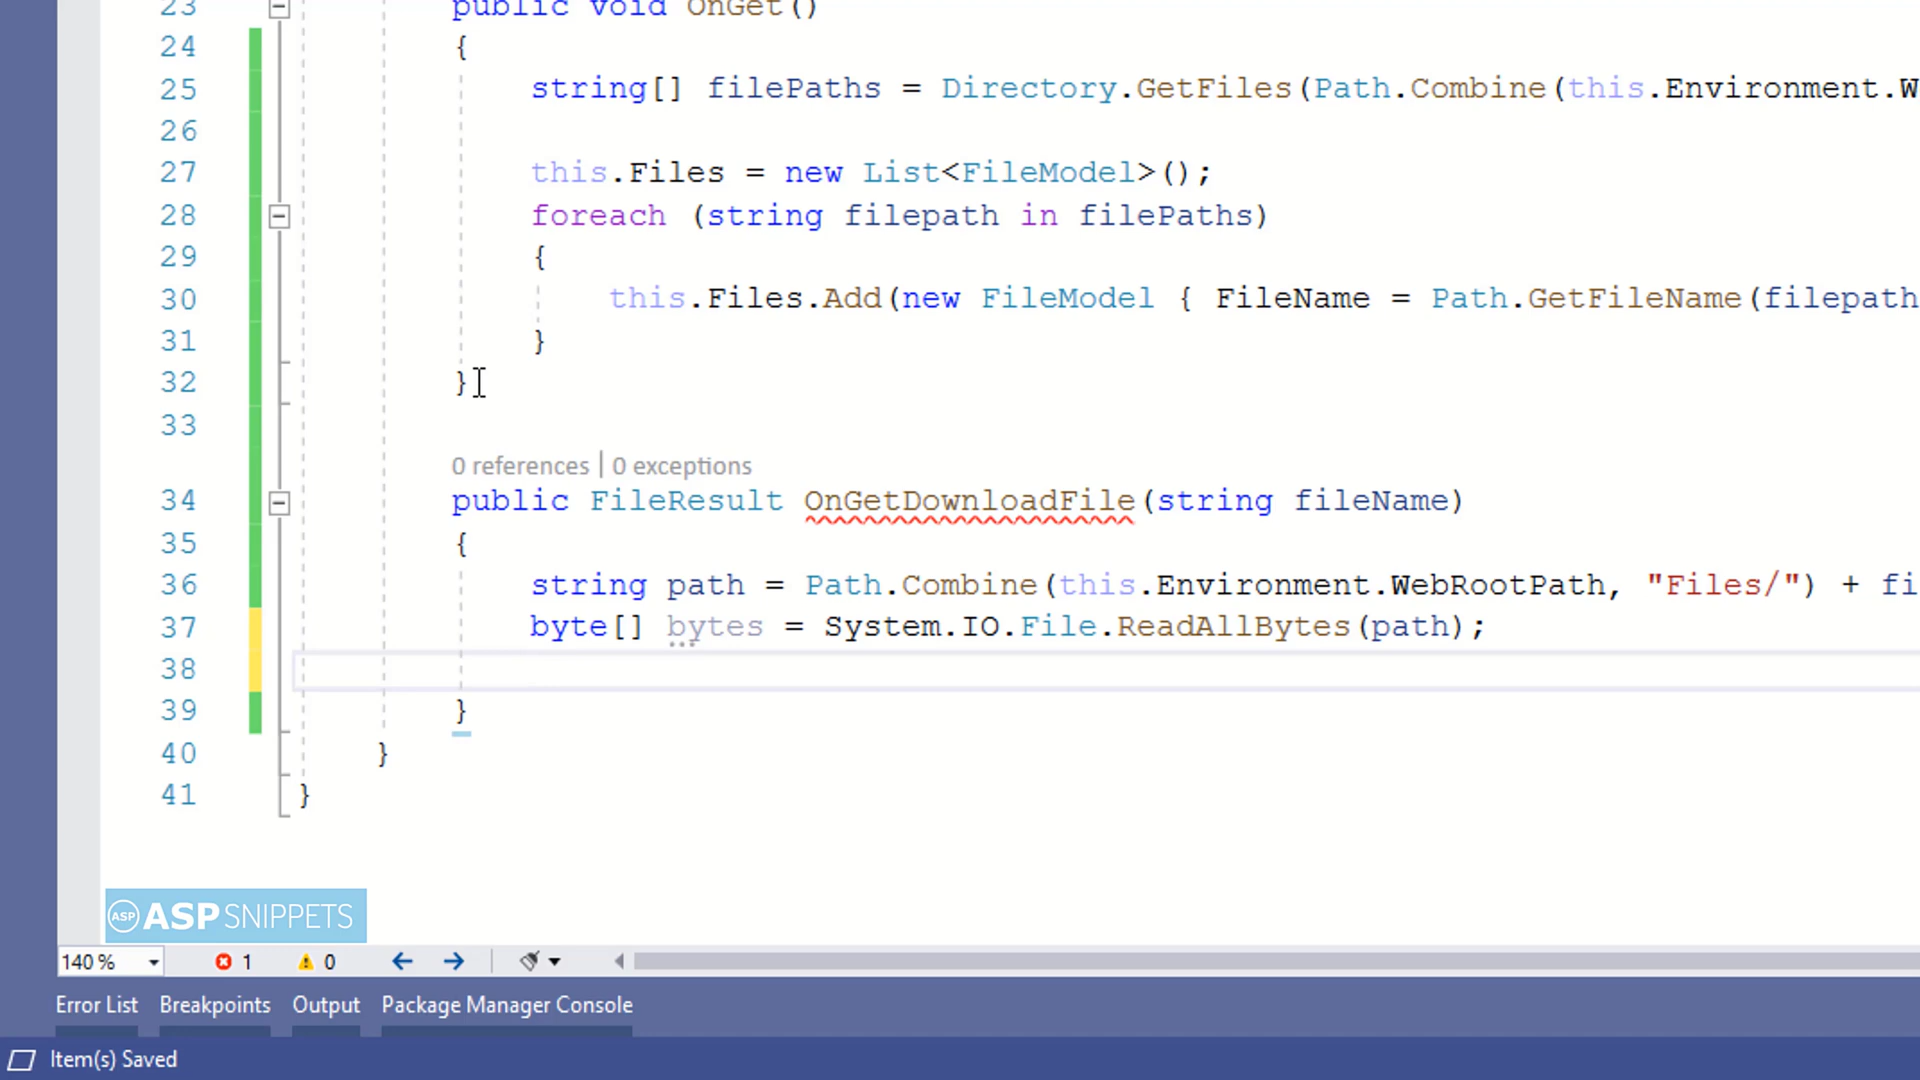 23 public void OnGet()
24 {
25 string[] filePaths = Directory.GetFiles(Path.Combine(this.Environment.W
26
27 this.Files = new List<FileModel>();
28 foreach (string filepath in filePaths)
29 {
30 this.Files.Add(new FileModel { FileName = Path.GetFileName(filepath
31 }
32 }
33
0 references | 0 exceptions
34 public FileResult OnGetDownloadFile(string fileName)
35 {
36 string path = Path.Combine(this.Environment.WebRootPath, "Files/") + fi
37 byte[] bytes = System.IO.File.ReadAllBytes(path);
38
39 }
40 }
41 }
ASP ASPSNIPPETS
140 % 1 0
Error List Breakpoints Output Package Manager Console
Item(s) Saved